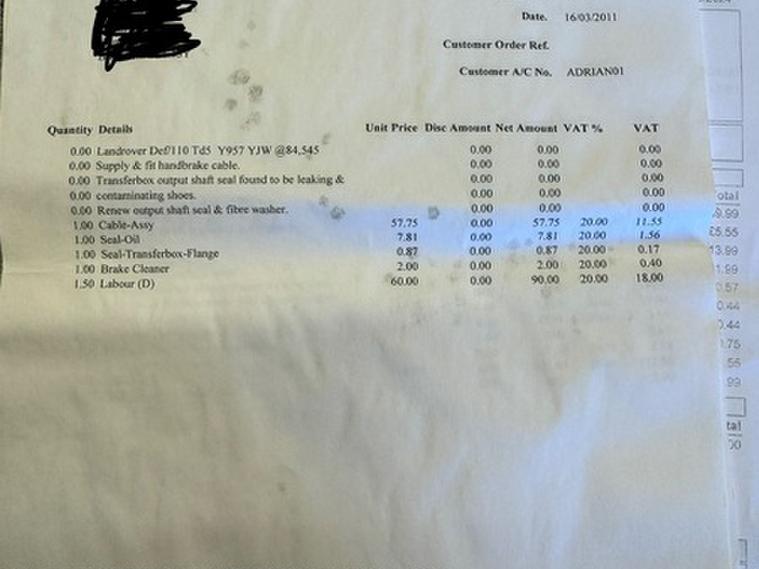 Date. 16/03/2011
Customer Order Ref.
Customer A/C No. ADRIAN01
Quantity Details Unit Price Disc Amount Net Amount VAT % VAT
0.00 Landrover Def/110 Td5 Y957 YJW @84,545 0.00 0.00 0.00
0.00 Supply & fit handbrake cable. 0.00 0.00 0.00
0.00 Transferbox output shaft seal found to be leaking & 0.00 0.00 0.00
0.00 contaminating shoes. 0.00 0.00 0.00
0.00 Renew output shaft seal & fibre washer. 0.00 0.00 0.00
1.00 Cable-Assy 57.75 0.00 57.75 20.00 11.55
1.00 Seal-Oil 7.81 0.00 7.81 20.00 1.56
1.00 Seal-Transferbox-Flange 0.87 0.00 0.87 20.00 0.17
1.00 Brake Cleaner 2.00 0.00 2.00 20.00 0.40
1.50 Labour (D) 60.00 0.00 90.00 20.00 18.00
otal
9.99
£5.55
13.99
1.99
0.57
0.44
0.44
1.75
55
99
tal
00